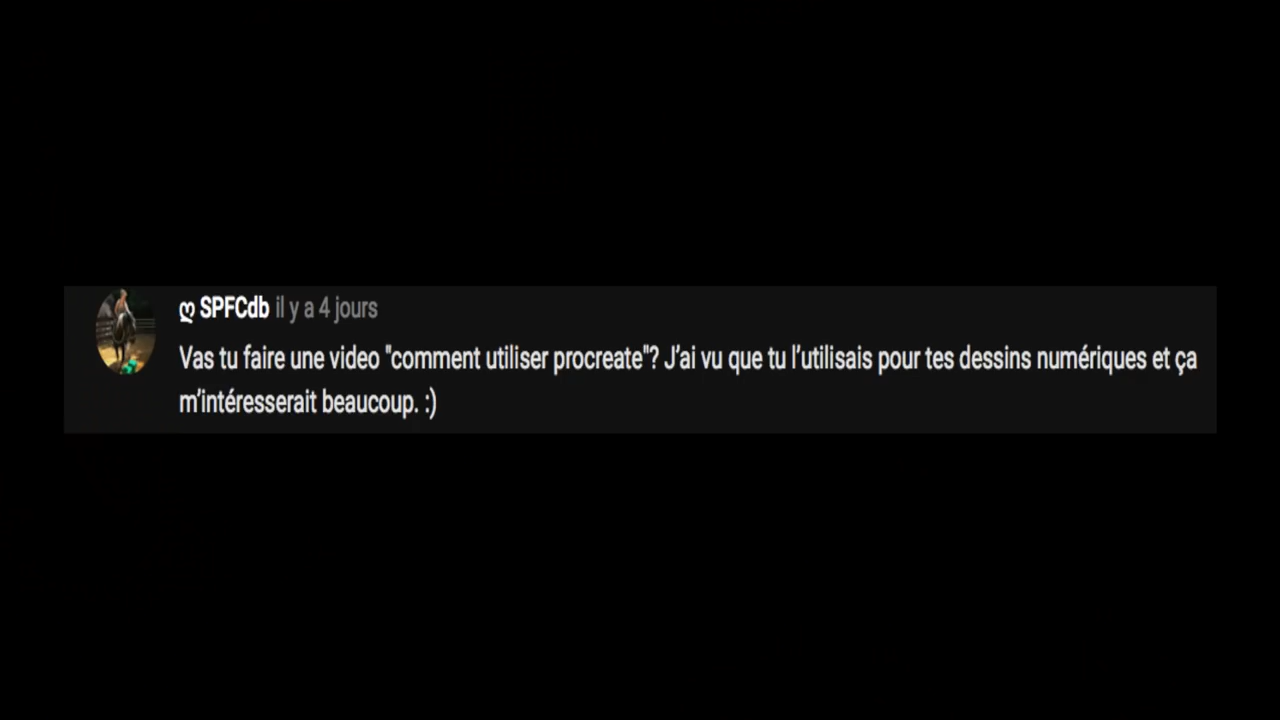 ღ SPFCdb il y a 4 jours
Vas tu faire une video "comment utiliser procreate"? J'ai vu que tu l'utilisais pour tes dessins numériques et ça
m'intéresserait beaucoup. :)